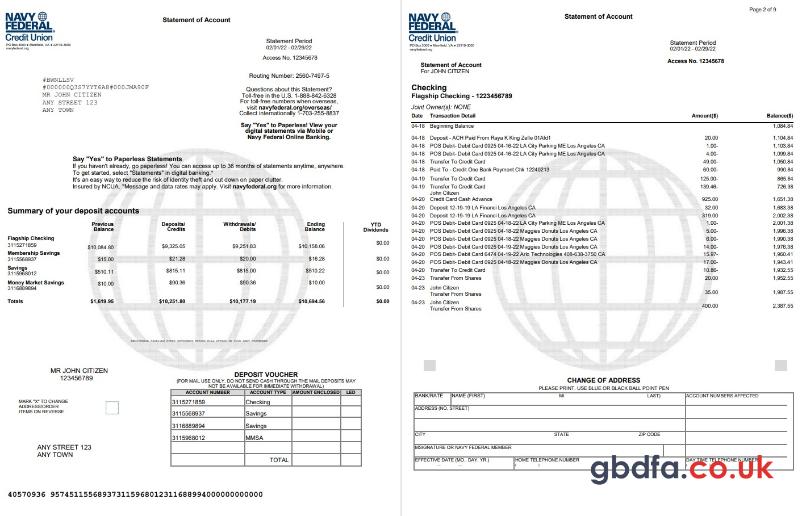 NAVY
FEDERAL
Credit Union
navyfederal.org
Statement of Account
Statement Period
02/01/22 - 02/29/22
Access No. 12345678
Routing Number: 2560-7497-5
#BWNLLSV
MR JOHN CITIZEN
ANY STREET 123
ANY TOWN
Questions about this Statement?
Toll-free in the U.S. 1-888-842-6328
For toll-free numbers when overseas,
visit navyfederal.org/overseas/
Collect internationally 1-703-255-8837
Say "Yes" to Paperless! View your
digital statements via Mobile or
Navy Federal Online Banking.
Say "Yes" to Paperless Statements
If you haven't already, go paperless! You can access up to 36 months of statements anytime, anywhere.
To get started, select "Statements" in digital banking.*
It's an easy way to reduce the risk of identity theft and cut down on paper clutter.
Insured by NCUA. *Message and data rates may apply. Visit navyfederal.org for more information.
Summary of your deposit accounts
Previous Balance Deposits/ Credits Withdrawals/ Debits Ending Balance YTD Dividends
Flagship Checking
3115271859 $10,084.80 $9,325.05 $9,251.83 $10,158.06 $0.00
Membership Savings
3115568937 $15.00 $21.28 $20.00 $16.28 $0.00
Savings
3115968012 $510.11 $815.11 $815.00 $510.22 $0.00
Money Market Savings
3116889894 $10.00 $90.36 $90.36 $10.00 $0.00
Totals $1,619.95 $10,251.80 $10,177.19 $10,694.56 $0.00
MR JOHN CITIZEN
123456789
MARK "X" TO CHANGE
ADDRESS/ORDER
ITEMS ON REVERSE
ANY STREET 123
ANY TOWN
DEPOSIT VOUCHER
(FOR MAIL USE ONLY. DO NOT SEND CASH THROUGH THE MAIL DEPOSITS MAY
NOT BE AVAILABLE FOR IMMEDIATE WITHDRAWAL)
ACCOUNT NUMBER ACCOUNT TYPE AMOUNT ENCLOSED LED
3115271859 Checking
3115568937 Savings
3116889894 Savings
3115968012 MMSA
TOTAL
Page 2 of 9
NAVY
FEDERAL
Credit Union
navyfederal.org
Statement of Account
Statement Period
02/01/22 - 02/29/22
Access No. 12345678
Statement of Account
For JOHN CITIZEN
Checking
Flagship Checking - 1223456789
Joint Owner(s): NONE
Date Transaction Detail Amount($) Balance($)
04-18 Beginning Balance 1,084.84
04-18 Deposit - ACH Paid From Raya K King Zelle 01Ald1 20.00 1,104.84
04-18 POS Debit- Debit Card 0925 04-16-22 LA City Parking ME Los Angeles CA 1.00- 1,103.84
04-18 POS Debit- Debit Card 0925 04-16-22 LA City Parking ME Los Angeles CA 4.00- 1,099.84
04-18 Transfer To Credit Card 49.00 1,060.84
04-18 Paid To - Credit One Bank Payment Chk 12240213 60.00- 990.84
04-19 Transfer To Credit Card 125.00- 865.84
04-19 Transfer To Credit Card 139.46- 726.38
John Citizen
04-20 Credit Card Cash Advance 925.00 1,651.38
04-20 Deposit 12-19-19 LA Financi Los Angeles CA 32.00 1,683.38
04-20 Deposit 12-19-19 LA Financi Los Angeles CA 319.00 2,002.38
04-20 POS Debit- Debit Card 0925 04-18-22 LA City Parking ME Los Angeles CA 1.00- 2,001.38
04-20 POS Debit- Debit Card 0925 04-18-22 Maggies Donuts Los Angeles CA 5.00- 1,996.38
04-20 POS Debit- Debit Card 0925 04-18-22 Maggies Donuts Los Angeles CA 6.00- 1,990.38
04-20 POS Debit- Debit Card 0925 04-18-22 Maggies Donuts Los Angeles CA 14.00- 1,976.38
04-20 POS Debit- Debit Card 6474 04-19-22 Arlo Technologies 408-638-3750 CA 15.97- 1,960.41
04-20 POS Debit- Debit Card 0925 04-18-22 Maggies Donuts Los Angeles CA 17.00- 1,943.41
04-20 Transfer To Credit Card 10.86- 1,932.55
04-23 Transfer From Shares 20.00 1,952.55
04-23 John Citizen
Transfer From Shares 35.00 1,987.55
04-23 John Citizen
Transfer From Shares 400.00 2,387.55
CHANGE OF ADDRESS
PLEASE PRINT. USE BLUE OR BLACK BALL POINT PEN
BANK/RATE NAME (FIRST) MI LAST) ACCOUNT NUMBERS AFFECTED
ADDRESS (NO. STREET)
CITY STATE ZIP CODE
MSIGNATURE OR NAVY FEDERAL MEMBER
EFFECTIVE DATE (MO. DAY. YR.) HOME TELEPHONE NUMBER DAY TIME TELEPHONE NUMBER
gbdfa.co.uk